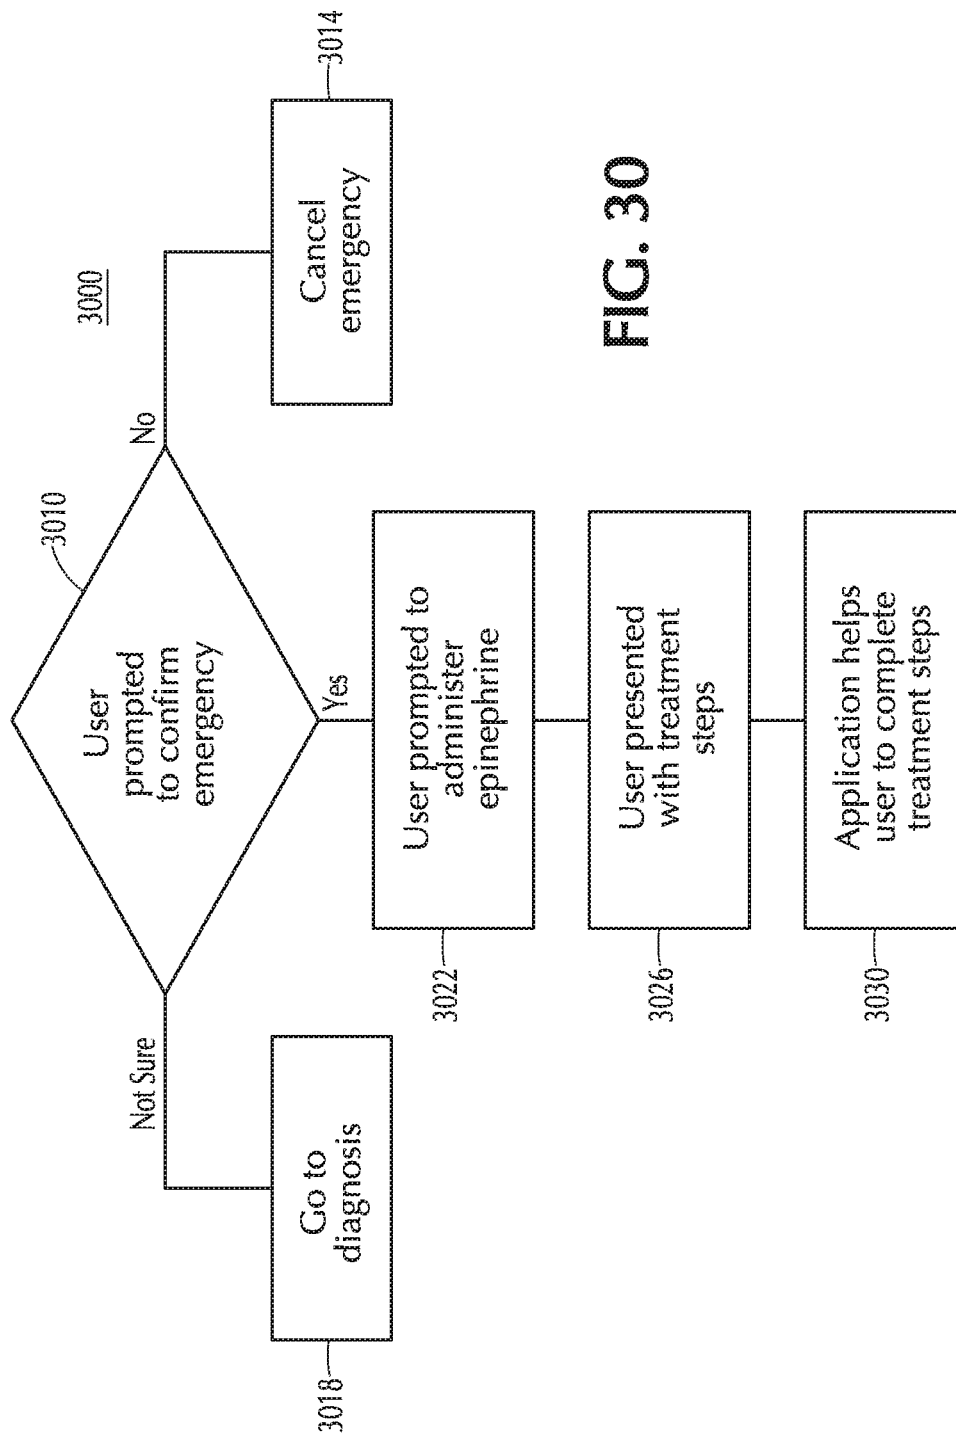 3000
3010
User
prompted
to confirm
emergency
Not Sure
No
Yes
Go to
diagnosis
3018
Cancel
emergency
3014
User prompted to
administer
epinephrine
3022
User presented
with treatment
steps
3026
Application helps
user to complete
treatment steps
3030
FIG. 30